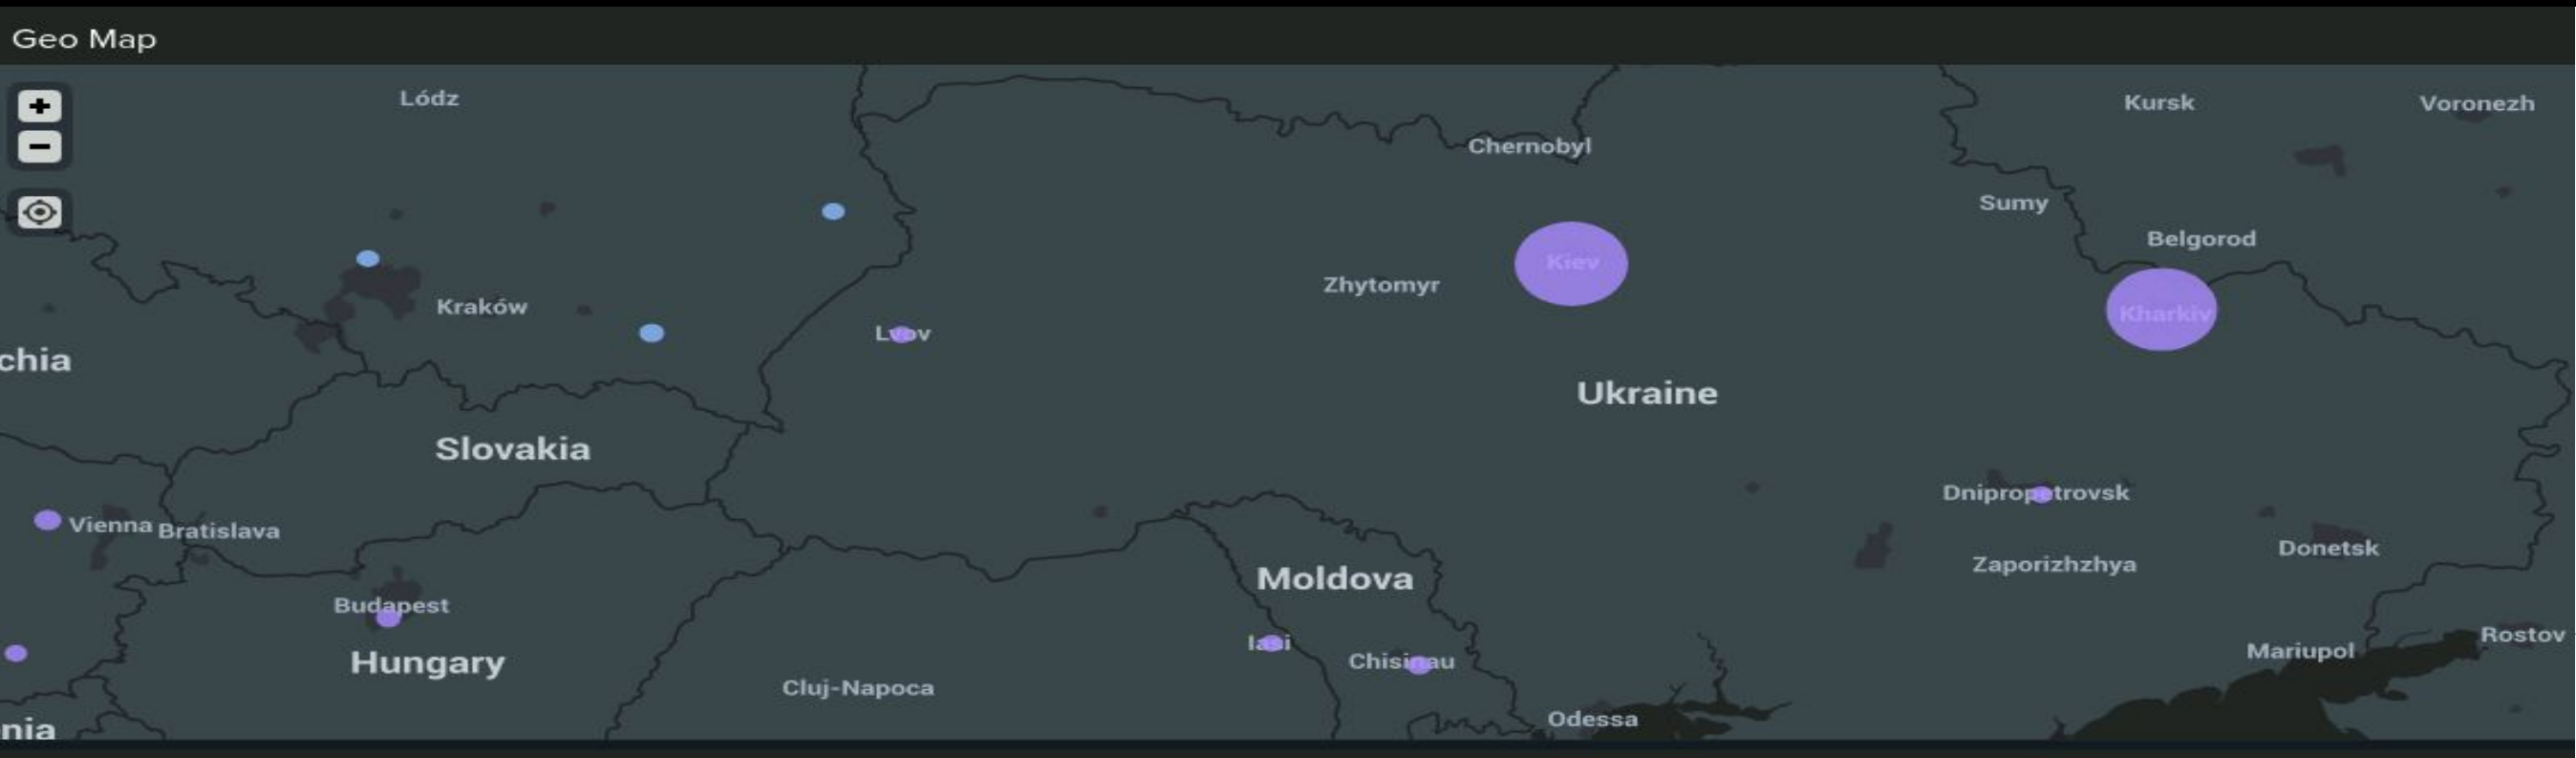 Geo Map
Lódz
Kursk
Voronezh
Chernobyl
Sumy
Belgorod
Kiev
Zhytomyr
Kraków
Kharkiv
Lvov
chia
Ukraine
Slovakia
Dnipropetrovsk
Vienna
Bratislava
Donetsk
Zaporizhzhya
Moldova
Budapest
Rostov
Iasi
Mariupol
Chisinau
Hungary
Cluj-Napoca
Odessa
nia